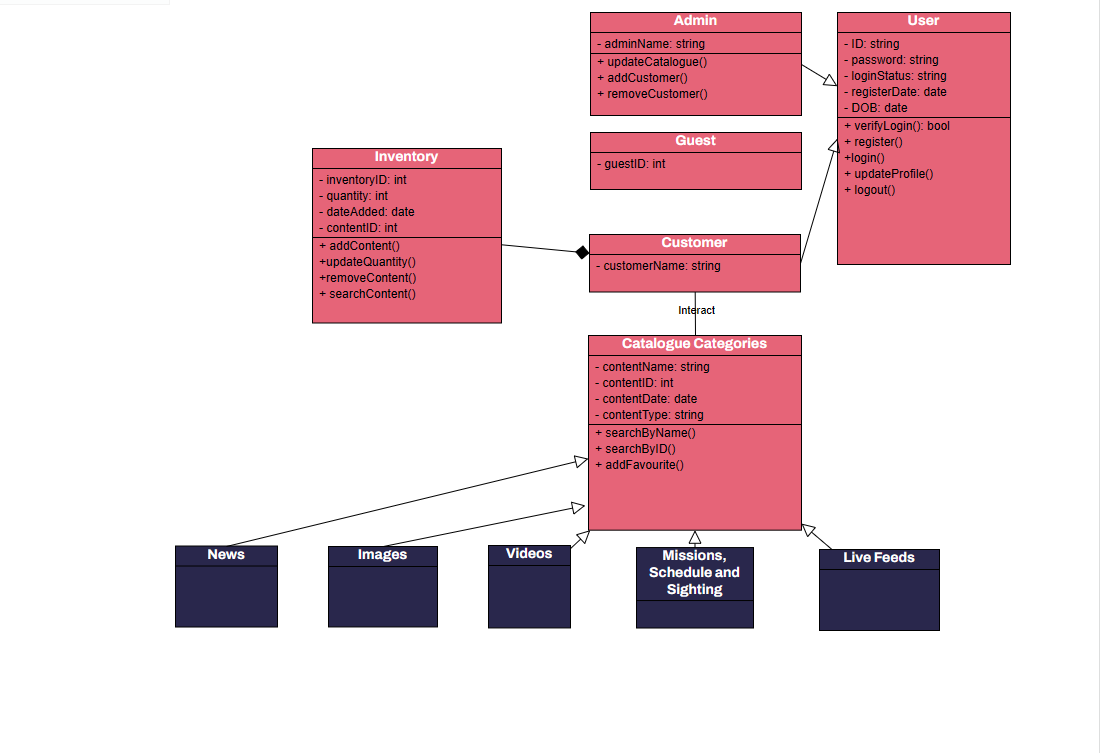 Admin
- adminName: string
+ updateCatalogue()
+ addCustomer()
+ removeCustomer()
User
- ID: string
- password: string
- loginStatus: string
- registerDate: date
- DOB: date
+ verifyLogin(): bool
+ register()
+login()
+ updateProfile()
+ logout()
Guest
- guestID: int
Inventory
- inventoryID: int
- quantity: int
- dateAdded: date
- contentID: int
+ addContent()
+updateQuantity()
+removeContent()
+ searchContent()
Customer
- customerName: string
Interact
Catalogue Categories
- contentName: string
- contentID: int
- contentDate: date
- contentType: string
+ searchByName()
+ searchByID()
+ addFavourite()
News
Images
Videos
Missions,
Schedule and
Sighting
Live Feeds